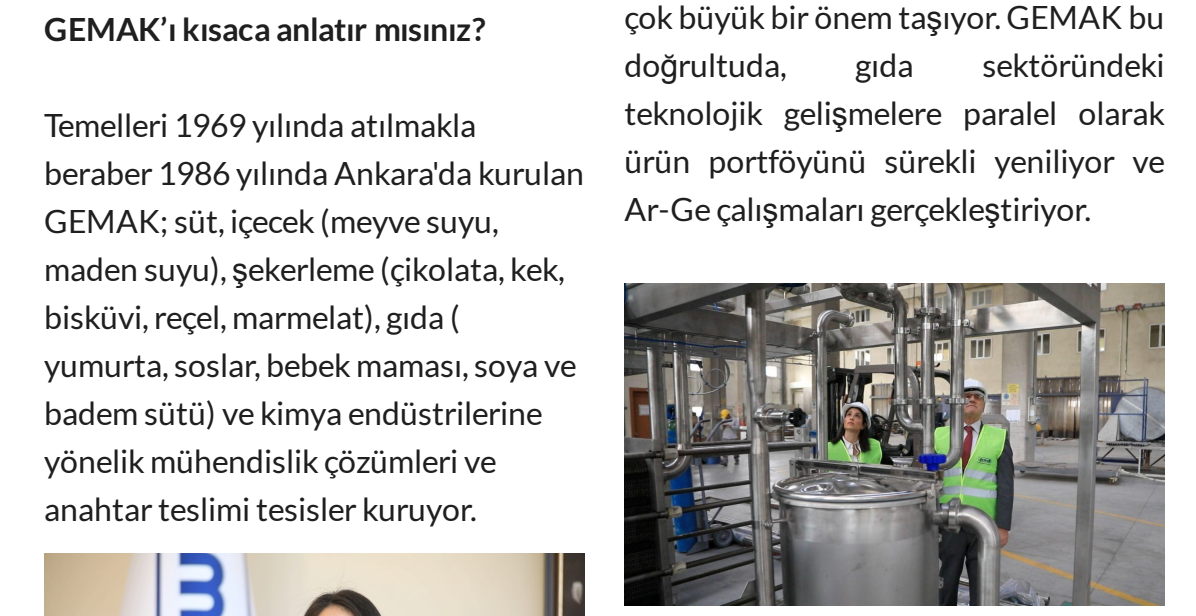 GEMAK’ı kısaca anlatır mısınız?
Temelleri 1969 yılında atılmakla
beraber 1986 yılında Ankara'da kurulan
GEMAK; süt, içecek (meyve suyu,
maden suyu), şekerleme (çikolata, kek,
bisküvi, reçel, marmelat), gıda (
yumurta, soslar, bebek maması, soya ve
badem sütü) ve kimya endüstrilerine
yönelik mühendislik çözümleri ve
anahtar teslimi tesisler kuruyor.
çok büyük bir önem taşıyor. GEMAK bu
doğrultuda, gıda sektöründeki
teknolojik gelişmelere paralel olarak
ürün portföyünü sürekli yeniliyor ve
Ar-Ge çalışmaları gerçekleştiriyor.